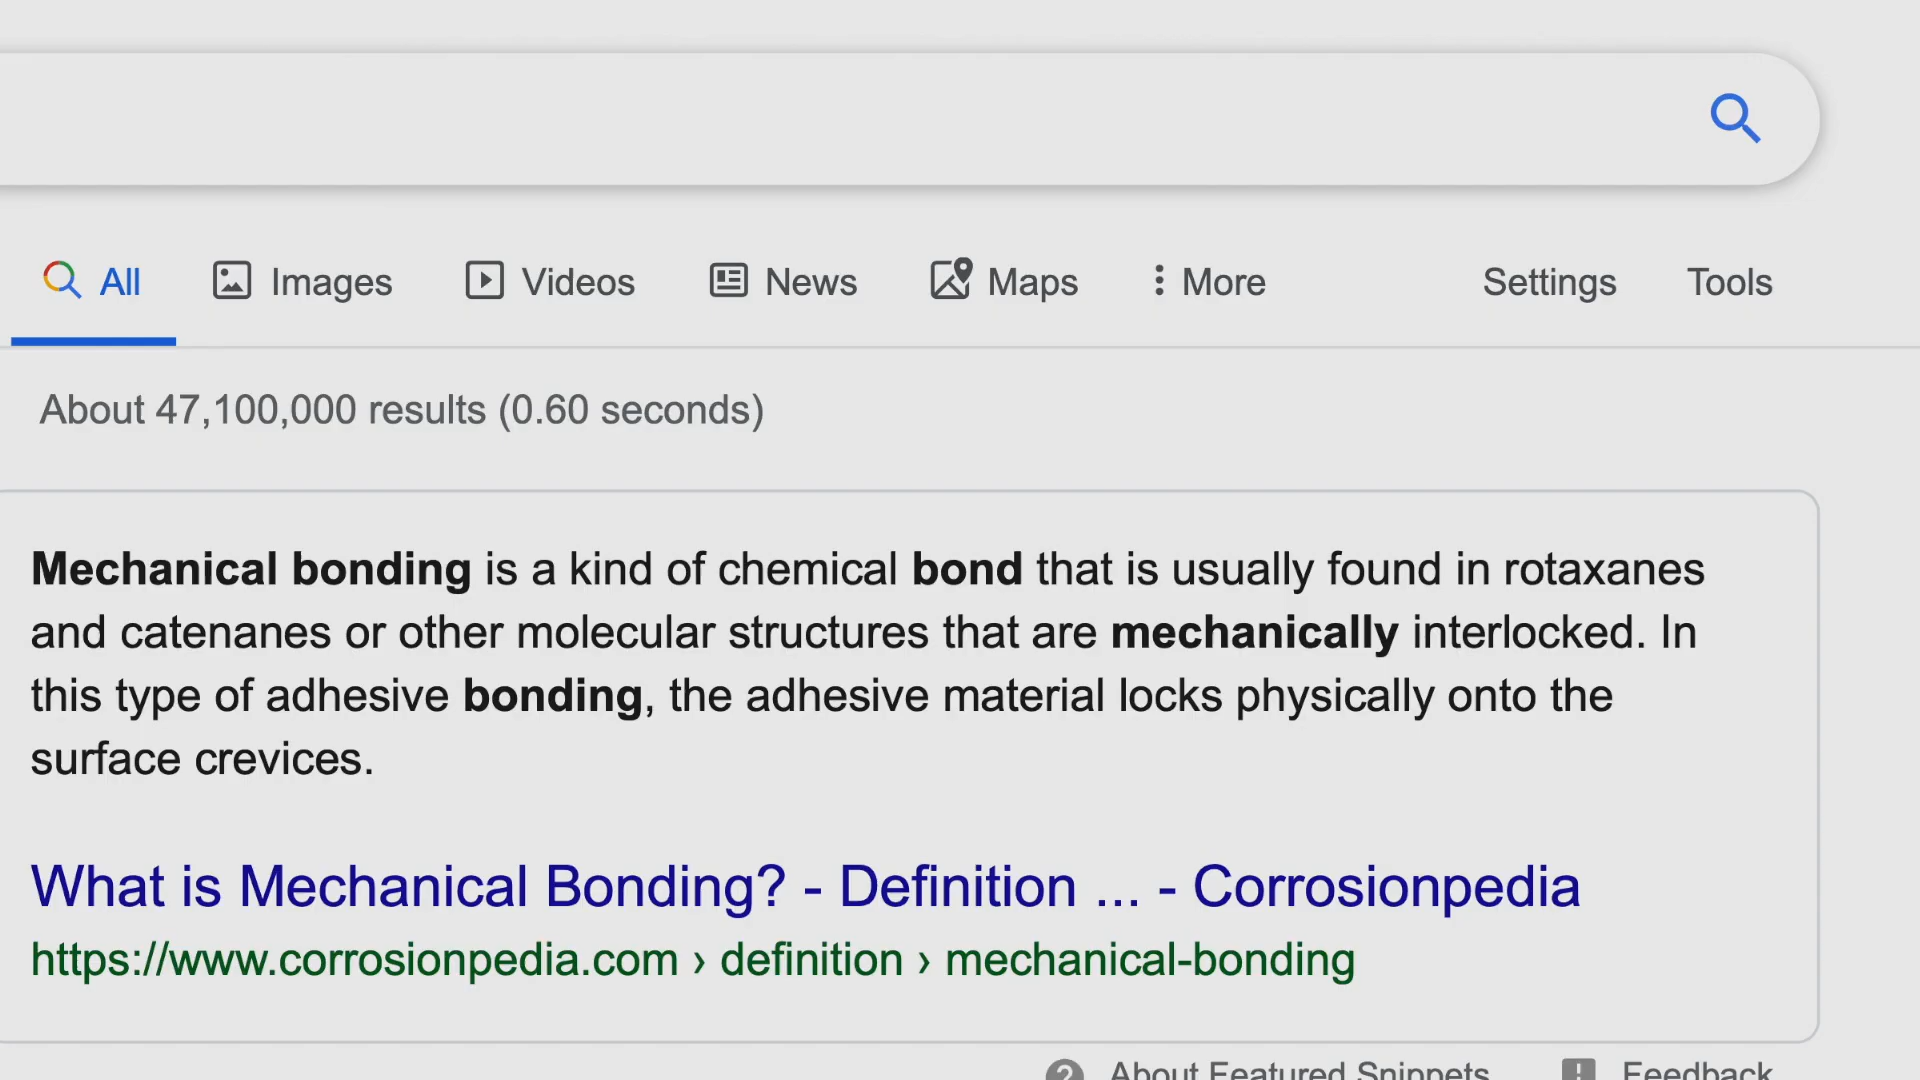 All Images Videos News Maps More Settings Tools
About 47,100,000 results (0.60 seconds)
Mechanical bonding is a kind of chemical bond that is usually found in rotaxanes
and catenanes or other molecular structures that are mechanically interlocked. In
this type of adhesive bonding, the adhesive material locks physically onto the
surface crevices.
What is Mechanical Bonding? - Definition ... - Corrosionpedia
https://www.corrosionpedia.com › definition › mechanical-bonding
About Featured Snippets Feedback